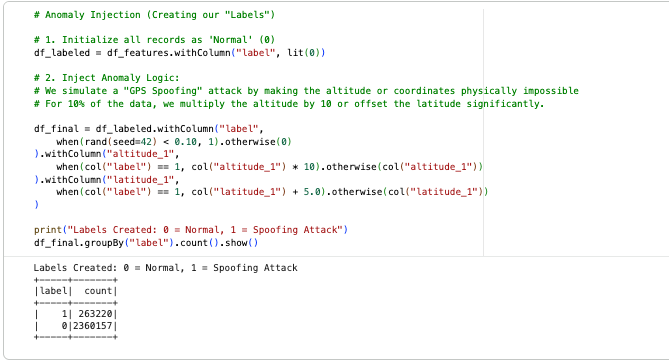 # Anomaly Injection (Creating our "Labels")
# 1. Initialize all records as 'Normal' (0)
df_labeled = df_features.withColumn("label", lit(0))
# 2. Inject Anomaly Logic:
# We simulate a "GPS Spoofing" attack by making the altitude or coordinates physically impossible
# For 10% of the data, we multiply the altitude by 10 or offset the latitude significantly.
df_final = df_labeled.withColumn("label",
    when(rand(seed=42) < 0.10, 1).otherwise(0)
).withColumn("altitude_1",
    when(col("label") == 1, col("altitude_1") * 10).otherwise(col("altitude_1"))
).withColumn("latitude_1",
    when(col("label") == 1, col("latitude_1") + 5.0).otherwise(col("latitude_1"))
)
print("Labels Created: 0 = Normal, 1 = Spoofing Attack")
df_final.groupBy("label").count().show()
Labels Created: 0 = Normal, 1 = Spoofing Attack
+-----+-------+
|label|  count|
+-----+-------+
|    1| 263220|
|    0|2360157|
+-----+-------+